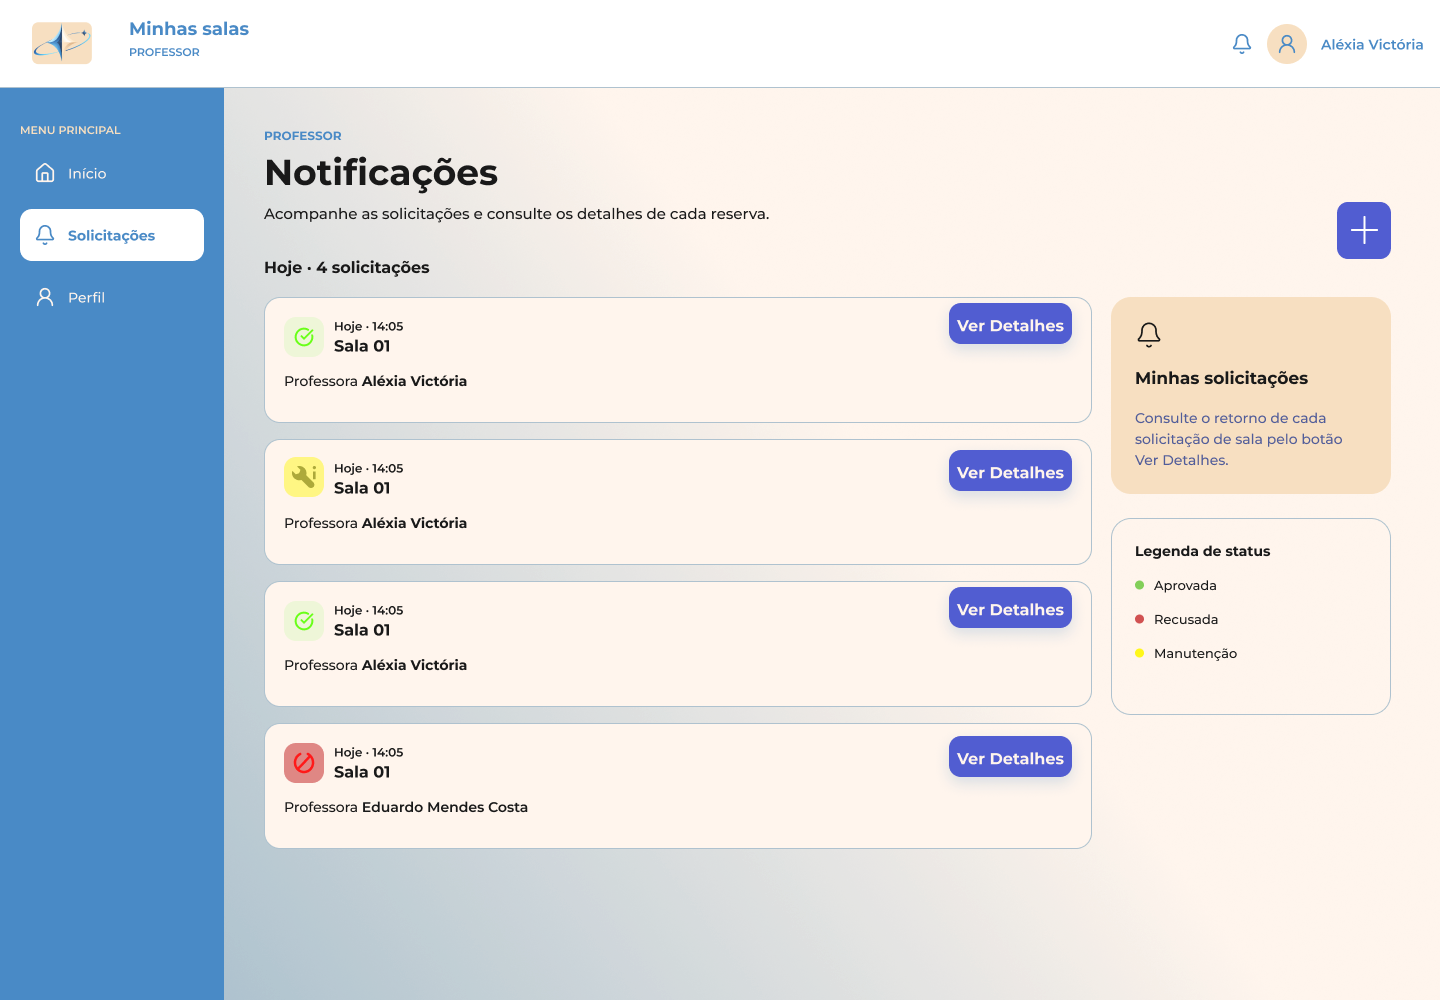 Minhas salas
PROFESSOR
Aléxia Victória
MENU PRINCIPAL
Início
Solicitações
Perfil
PROFESSOR
Notificações
Acompanhe as solicitações e consulte os detalhes de cada reserva.
Hoje · 4 solicitações
Hoje · 14:05
Sala 01
Professora Aléxia Victória
Ver Detalhes
Hoje · 14:05
Sala 01
Professora Aléxia Victória
Ver Detalhes
Hoje · 14:05
Sala 01
Professora Aléxia Victória
Ver Detalhes
Hoje · 14:05
Sala 01
Professora Eduardo Mendes Costa
Ver Detalhes
Minhas solicitações
Consulte o retorno de cada
solicitação de sala pelo botão
Ver Detalhes.
Legenda de status
Aprovada
Recusada
Manutenção